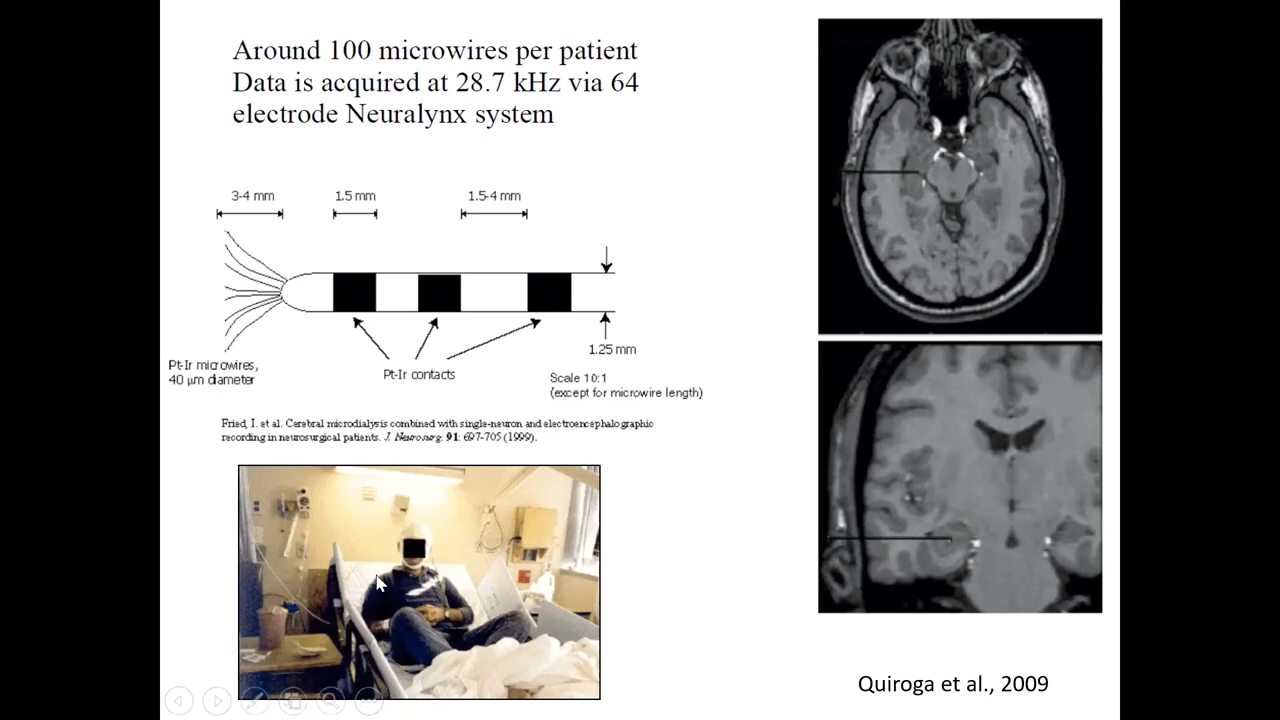 Around 100 microwires per patient
Data is acquired at 28.7 kHz via 64
electrode Neuralynx system
3-4 mm
1.5 mm
1.5-4 mm
1.25 mm
Pt-Ir microwires,
40 µm diameter
Pt-Ir contacts
Scale 10:1
(except for microwire length)
Fried, I. et al. Cerebral microdialysis combined with single-neuron and electroencephalographic
recording in neurosurgical patients. J. Neurosurg. 91: 697-705 (1999).
Quiroga et al., 2009